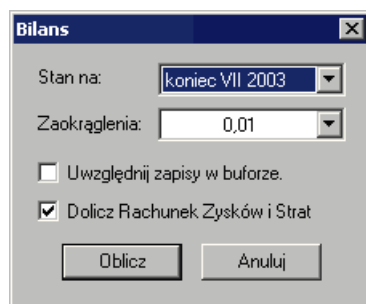 Bilans
Stan na: koniec VII 2003
Zaokrąglenia: 0,01
Uwzględnij zapisy w buforze.
Dolicz Rachunek Zysków i Strat
Oblicz Anuluj